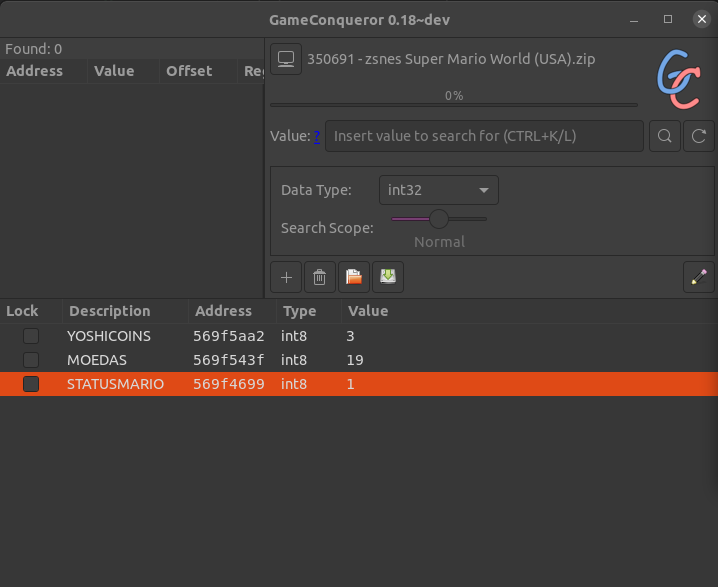 GameConqueror 0.18~dev
Found: 0
Address Value Offset Reg
350691 - zsnes Super Mario World (USA).zip
0%
Value: ? Insert value to search for (CTRL+K/L)
Data Type: int32
Search Scope:
Normal
Lock Description Address Type Value
YOSHICOINS 569f5aa2 int8 3
MOEDAS 569f543f int8 19
STATUSMARIO 569f4699 int8 1